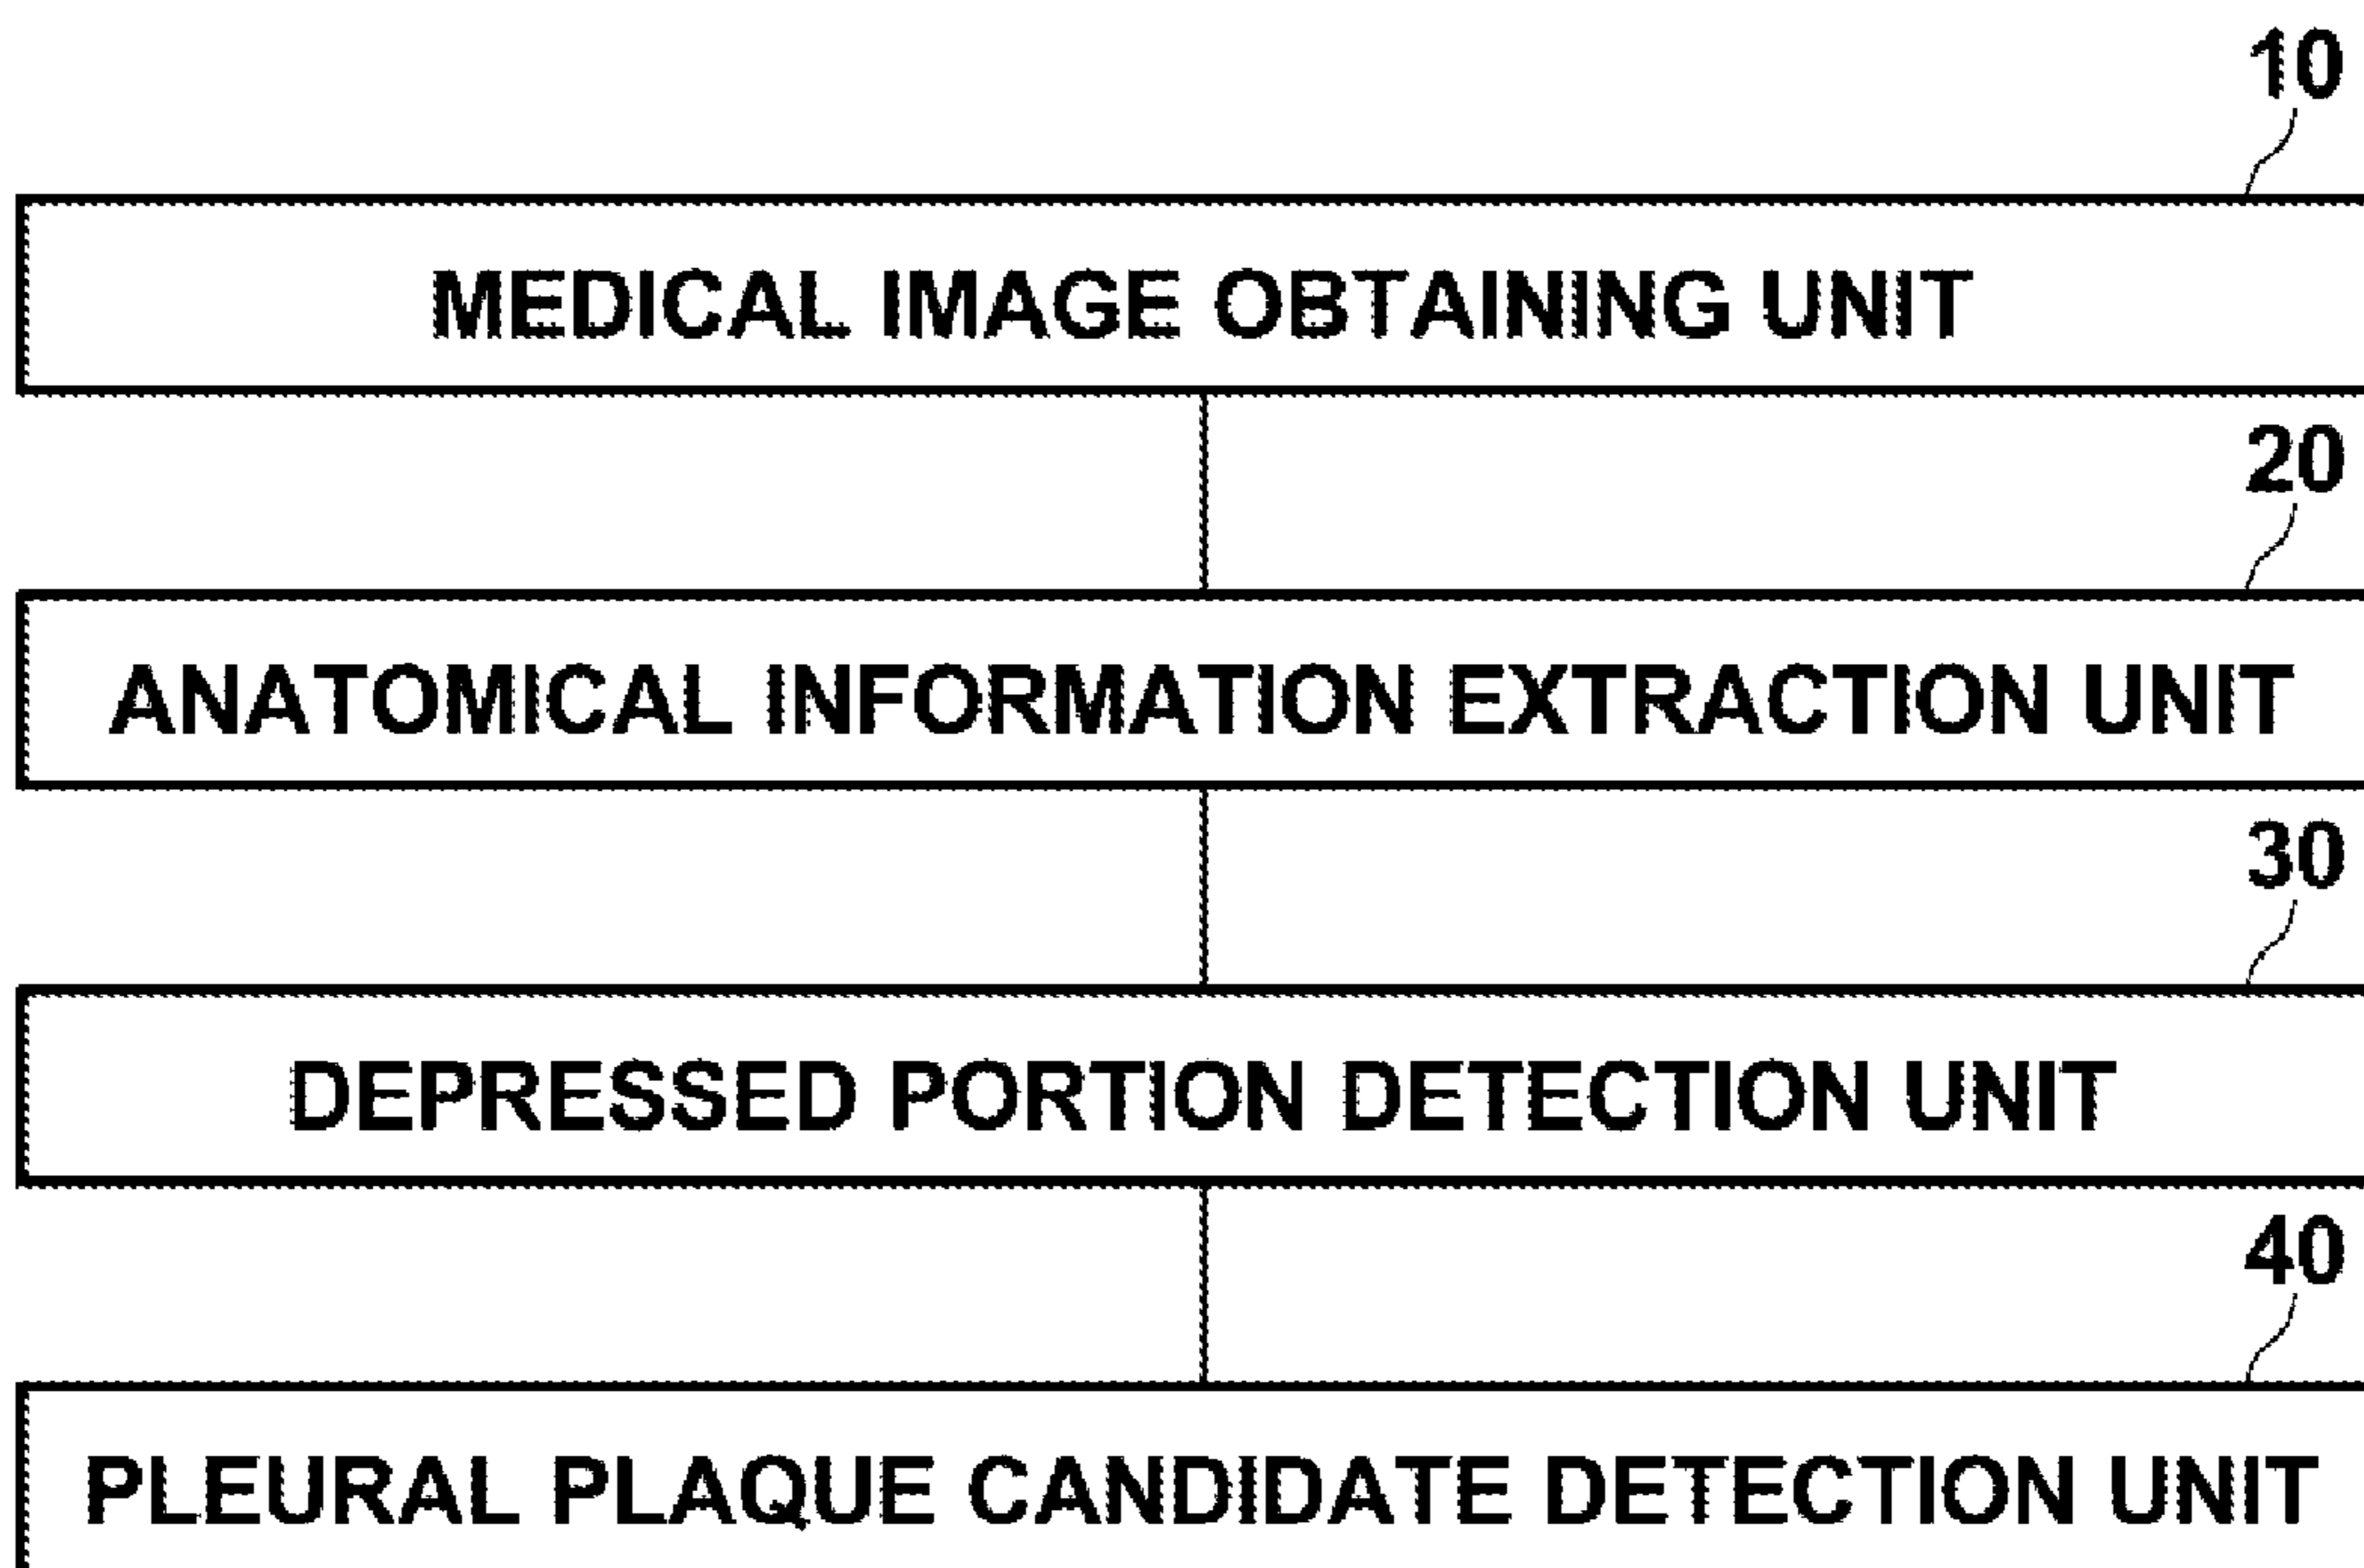 10
MEDICAL IMAGE OBTAINING UNIT
20
ANATOMICAL INFORMATION EXTRACTION UNIT
30
DEPRESSED PORTION DETECTION UNIT
40
PLEURAL PLAQUE CANDIDATE DETECTION UNIT